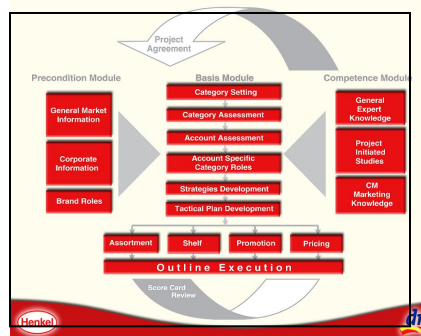 Project
Agreement
Precondition Module
Basis Module
Competence Module
General Market
Information
Corporate
Information
Brand Roles
Category Setting
Category Assessment
Account Assessment
Account Specific
Category Roles
Strategies Development
Tactical Plan Development
General
Expert
Knowledge
Project
Initiated
Studies
CM
Marketing
Knowledge
Assortment
Shelf
Promotion
Pricing
Outline Execution
Score Card
Review
Henkel